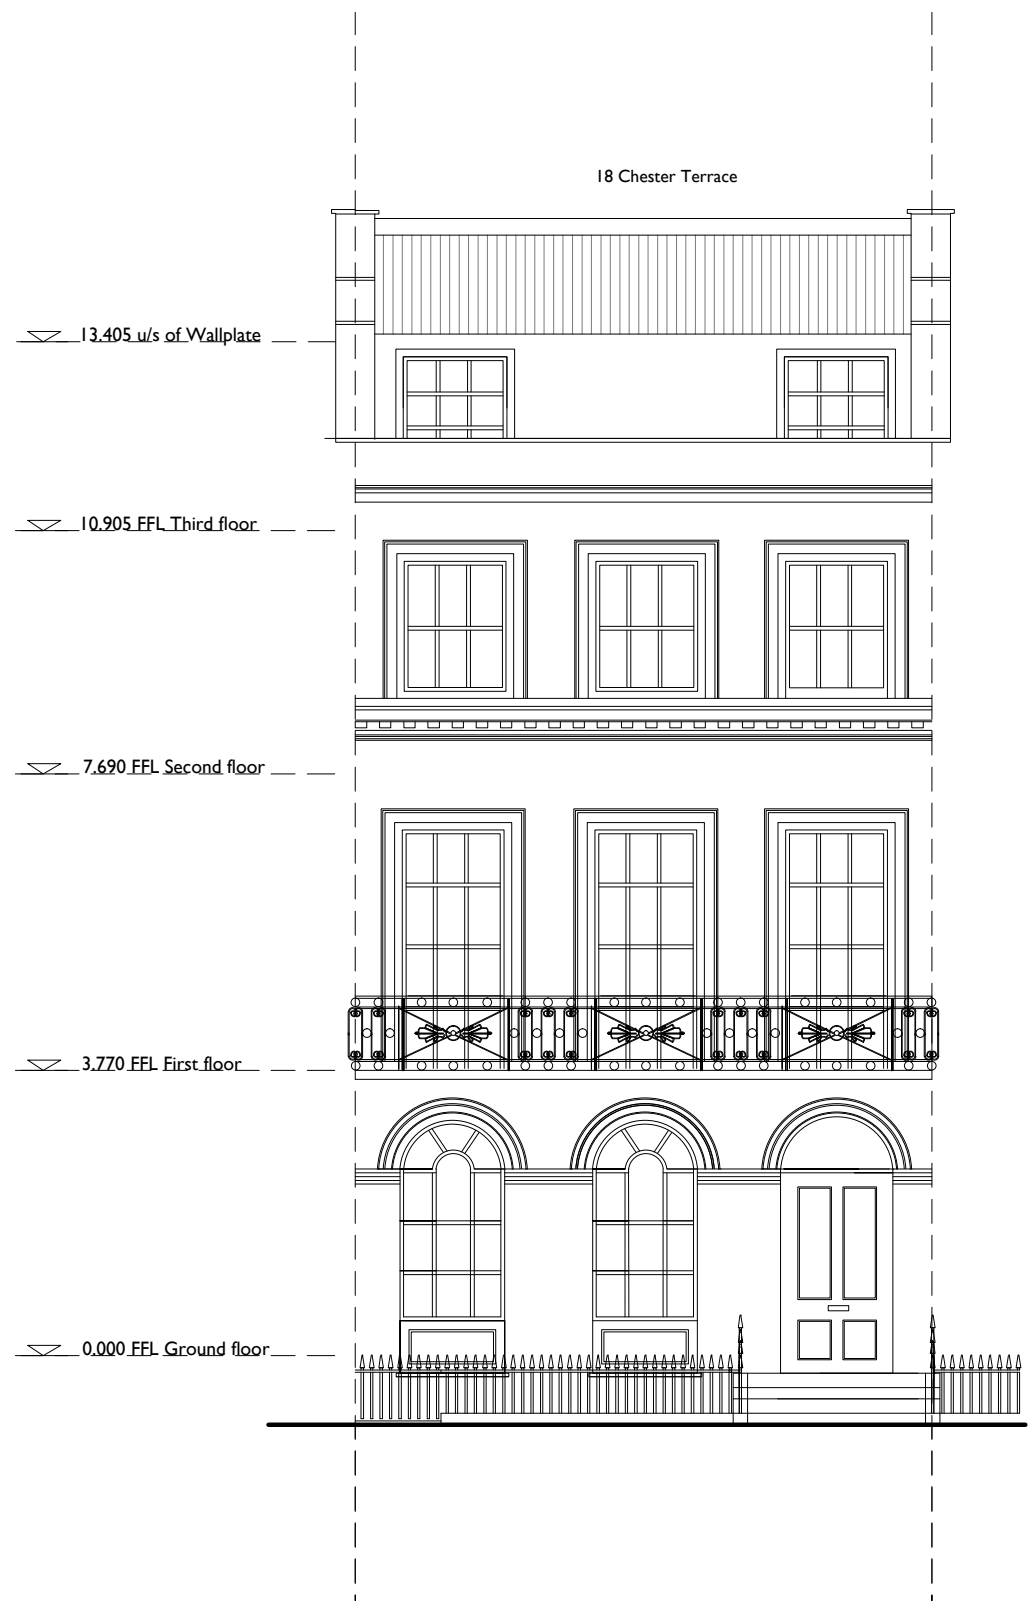 18 Chester Terrace
13.405 u/s of Wallplate
10.905 FFL Third floor
7.690 FFL Second floor
3.770 FFL First floor
0.000 FFL Ground floor